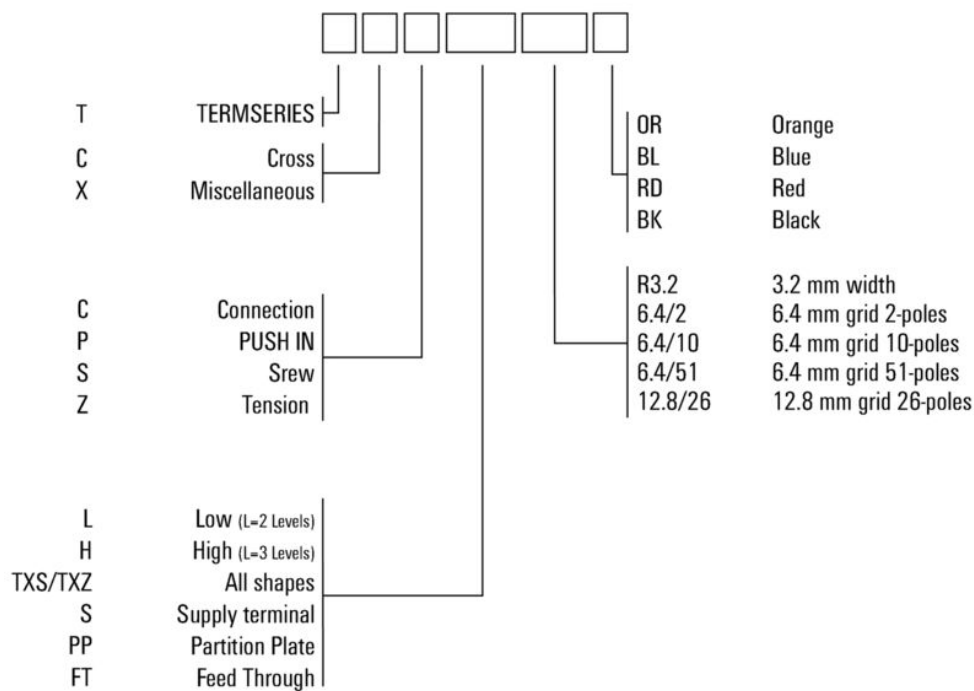 T TERMSERIES
C Cross
X Miscellaneous
C Connection
P PUSH IN
S Srew
Z Tension
L Low (L=2 Levels)
H High (L=3 Levels)
TXS/TXZ All shapes
S Supply terminal
PP Partition Plate
FT Feed Through
OR Orange
BL Blue
RD Red
BK Black
R3.2 3.2 mm width
6.4/2 6.4 mm grid 2-poles
6.4/10 6.4 mm grid 10-poles
6.4/51 6.4 mm grid 51-poles
12.8/26 12.8 mm grid 26-poles